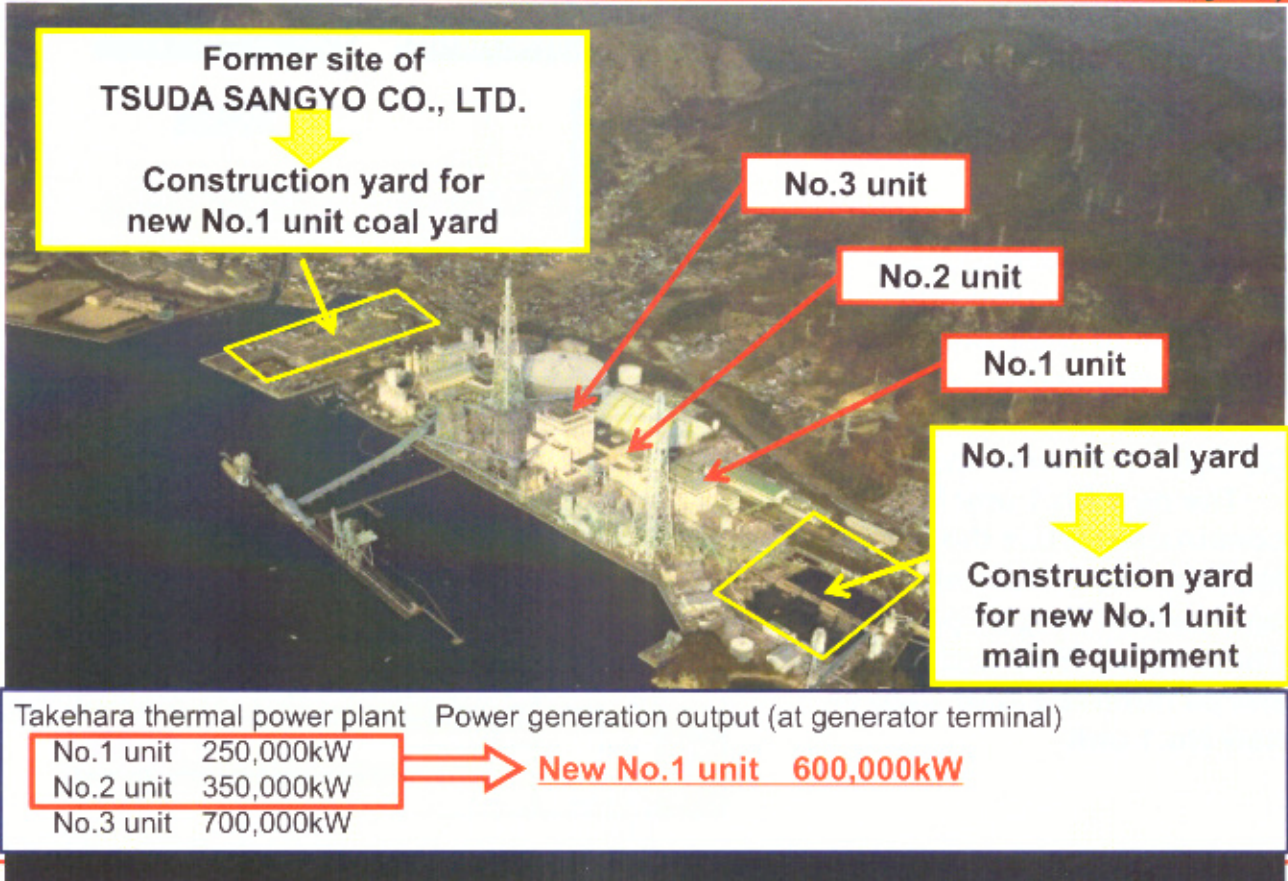 Former site of
TSUDA SANGYO CO., LTD.
Construction yard for
new No.1 unit coal yard
No.3 unit
No.2 unit
No.1 unit
No.1 unit coal yard
Construction yard
for new No.1 unit
main equipment
Takehara thermal power plant Power generation output (at generator terminal)
No.1 unit 250,000kW
New No.1 unit 600,000kW
No.2 unit 350,000kW
No.3 unit 700,000kW